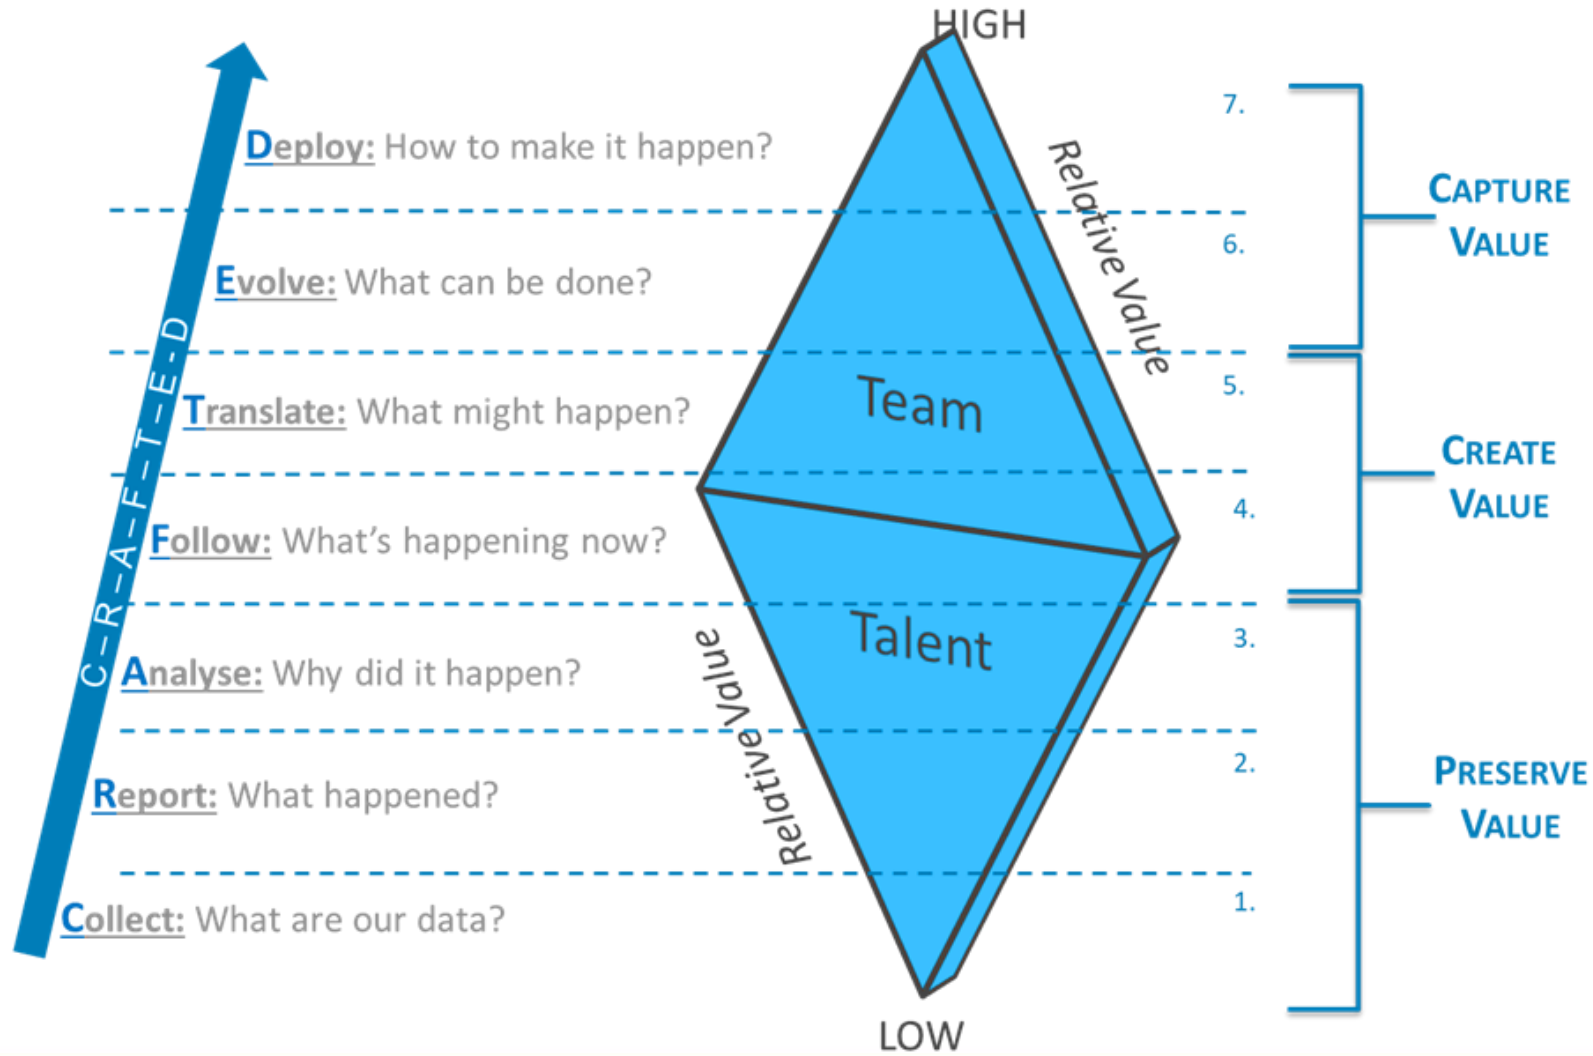 HIGH
7.
Deploy: How to make it happen?
Relative Value
CAPTURE
VALUE
6.
Evolve: What can be done?
5.
Translate: What might happen?
Team
CREATE
VALUE
4.
Follow: What's happening now?
C–R–A–F–T–E-D
3.
Talent
Analyse: Why did it happen?
Relative Value
2.
Report: What happened?
PRESERVE
VALUE
1.
Collect: What are our data?
LOW